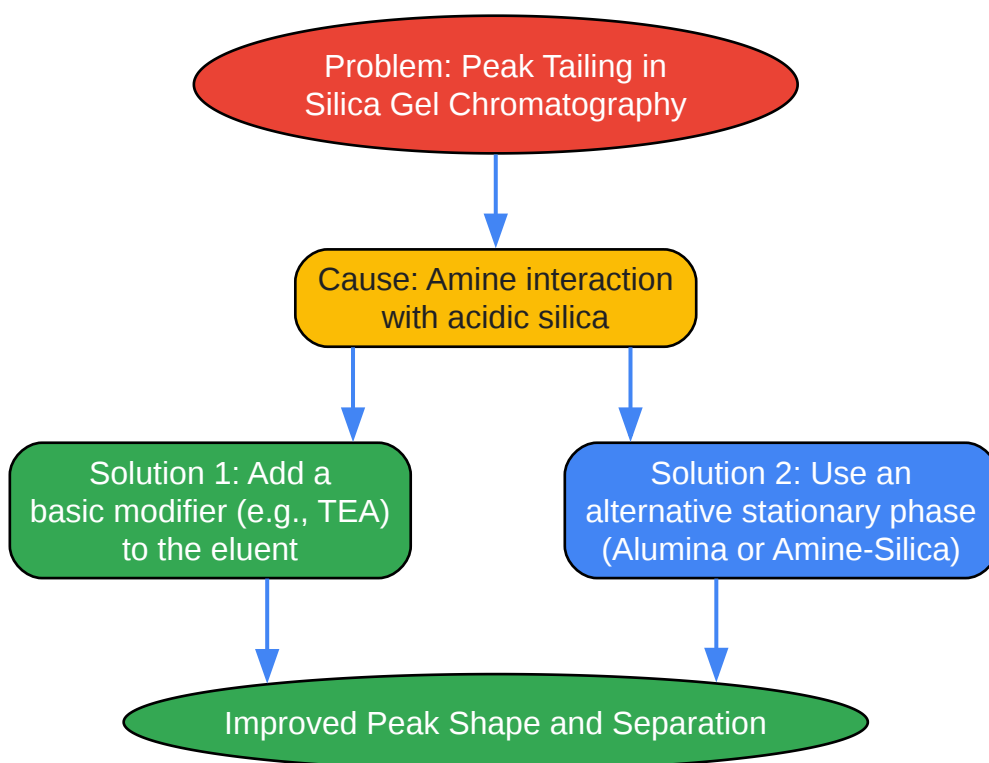 Problem: Peak Tailing in
Silica Gel Chromatography
Cause: Amine interaction
with acidic silica
Solution 1: Add a
basic modifier (e.g., TEA)
to the eluent
Solution 2: Use an
alternative stationary phase
(Alumina or Amine-Silica)
Improved Peak Shape and Separation